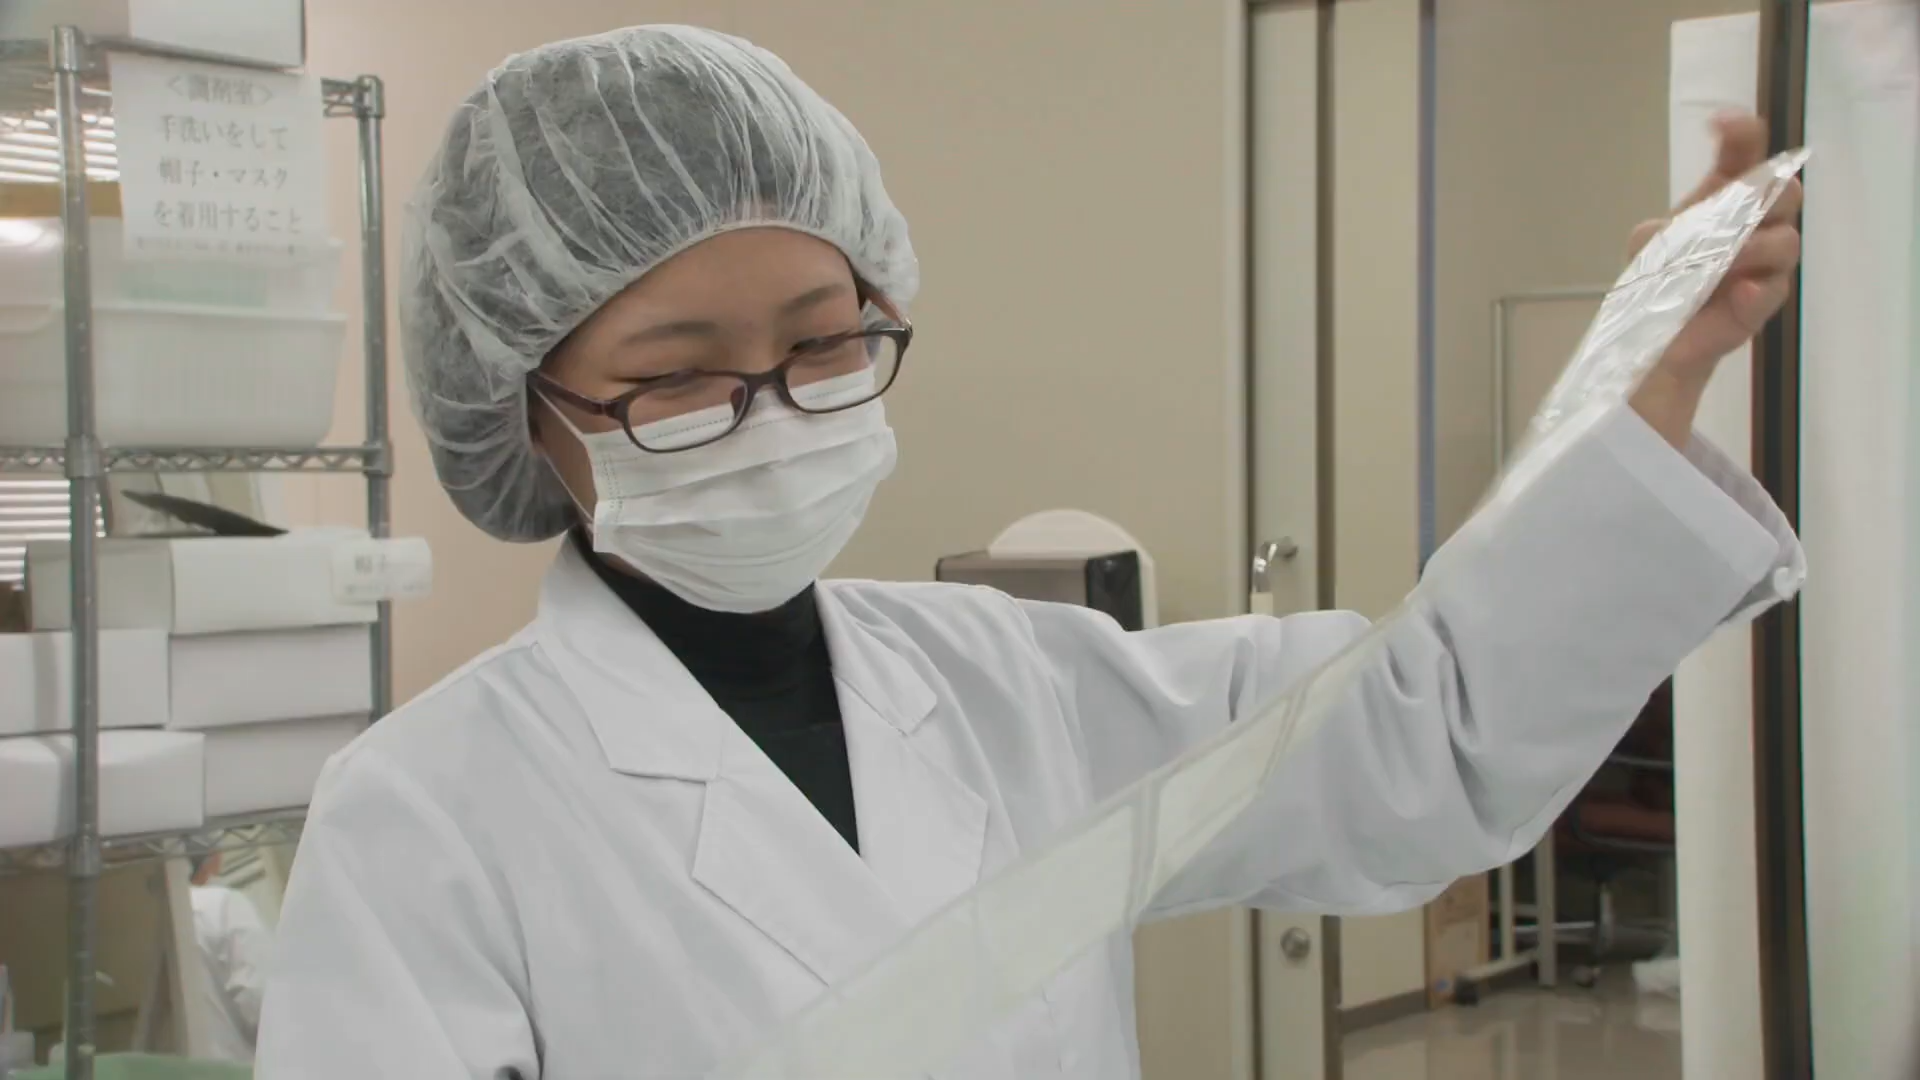 <調剤室>
手洗いをして
帽子・マスク
を着用すること
帽子